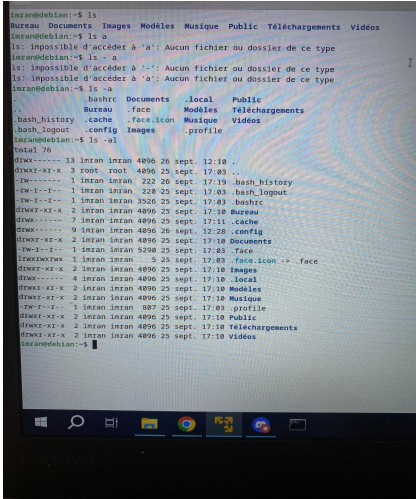 imran@debian:~$ ls
Bureau Documents Images Modèles Musique Public Téléchargements Vidéos
imran@debian:~$ ls a
ls: impossible d'accéder à 'a': Aucun fichier ou dossier de ce type
imran@debian:~$ ls - a
ls: impossible d'accéder à '-': Aucun fichier ou dossier de ce type
ls: impossible d'accéder à 'a': Aucun fichier ou dossier de ce type
imran@debian:~$ ls -a
. .bashrc Documents .local Public
.. Bureau .face Modèles Téléchargements
.bash_history .cache .face.icon Musique Vidéos
.bash_logout .config Images .profile
imran@debian:~$ ls -al
total 76
drwx------ 13 imran imran 4096 26 sept. 12:10 .
drwxr-xr-x 3 root root 4096 25 sept. 17:03 ..
-rw------- 1 imran imran 222 26 sept. 17:19 .bash_history
-rw-r--r-- 1 imran imran 220 25 sept. 17:03 .bash_logout
-rw-r--r-- 1 imran imran 3526 25 sept. 17:03 .bashrc
drwxr-xr-x 2 imran imran 4096 25 sept. 17:10 Bureau
drwx------ 7 imran imran 4096 25 sept. 17:11 .cache
drwx------ 9 imran imran 4096 26 sept. 12:28 .config
drwxr-xr-x 2 imran imran 4096 25 sept. 17:10 Documents
-rw-r--r-- 1 imran imran 5290 25 sept. 17:03 .face
lrwxrwxrwx 1 imran imran 5 25 sept. 17:03 .face.icon -> .face
drwxr-xr-x 2 imran imran 4096 25 sept. 17:10 Images
drwx------ 4 imran imran 4096 25 sept. 17:10 .local
drwxr-xr-x 2 imran imran 4096 25 sept. 17:10 Modèles
drwxr-xr-x 2 imran imran 4096 25 sept. 17:10 Musique
-rw-r--r-- 1 imran imran 807 25 sept. 17:03 .profile
drwxr-xr-x 2 imran imran 4096 25 sept. 17:10 Public
drwxr-xr-x 2 imran imran 4096 25 sept. 17:10 Téléchargements
drwxr-xr-x 2 imran imran 4096 25 sept. 17:10 Vidéos
imran@debian:~$